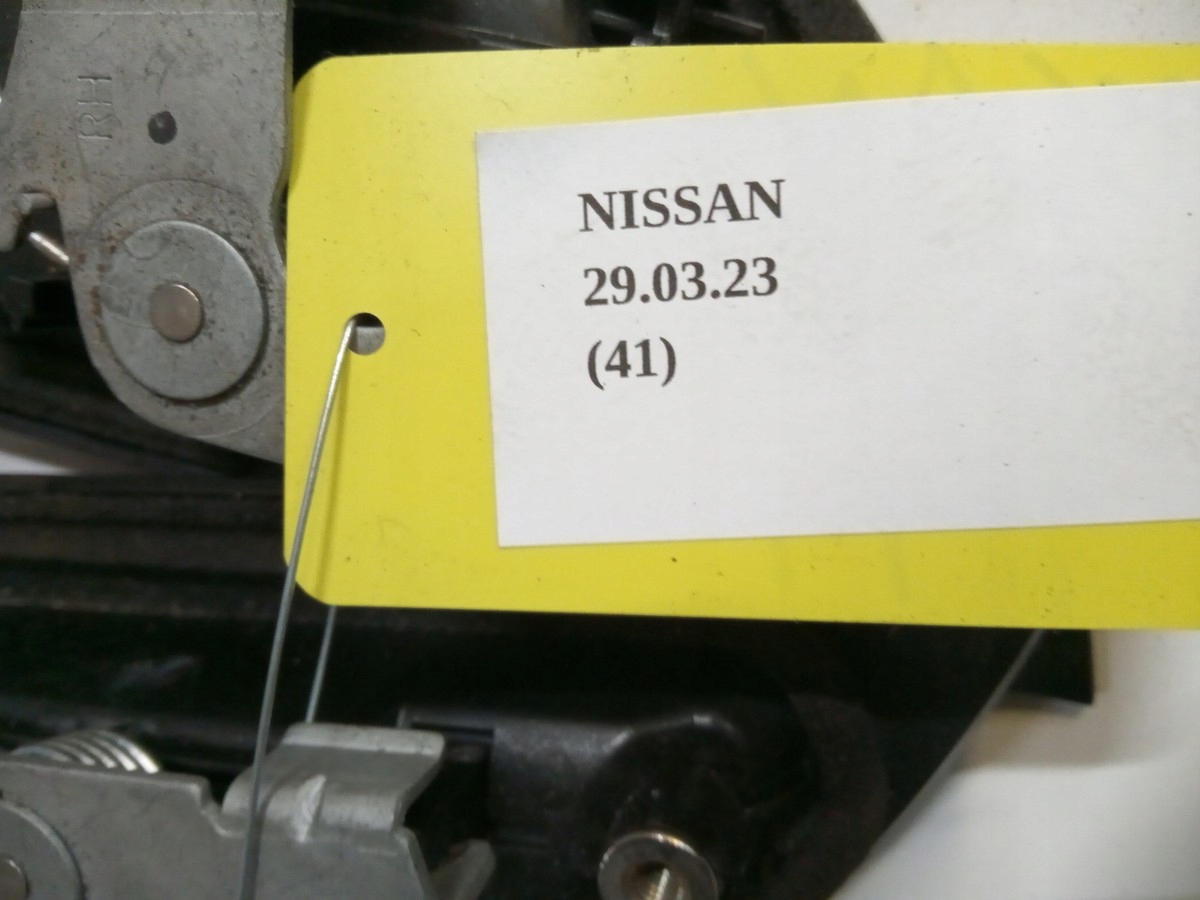 RH
NISSAN
29.03.23
(41)